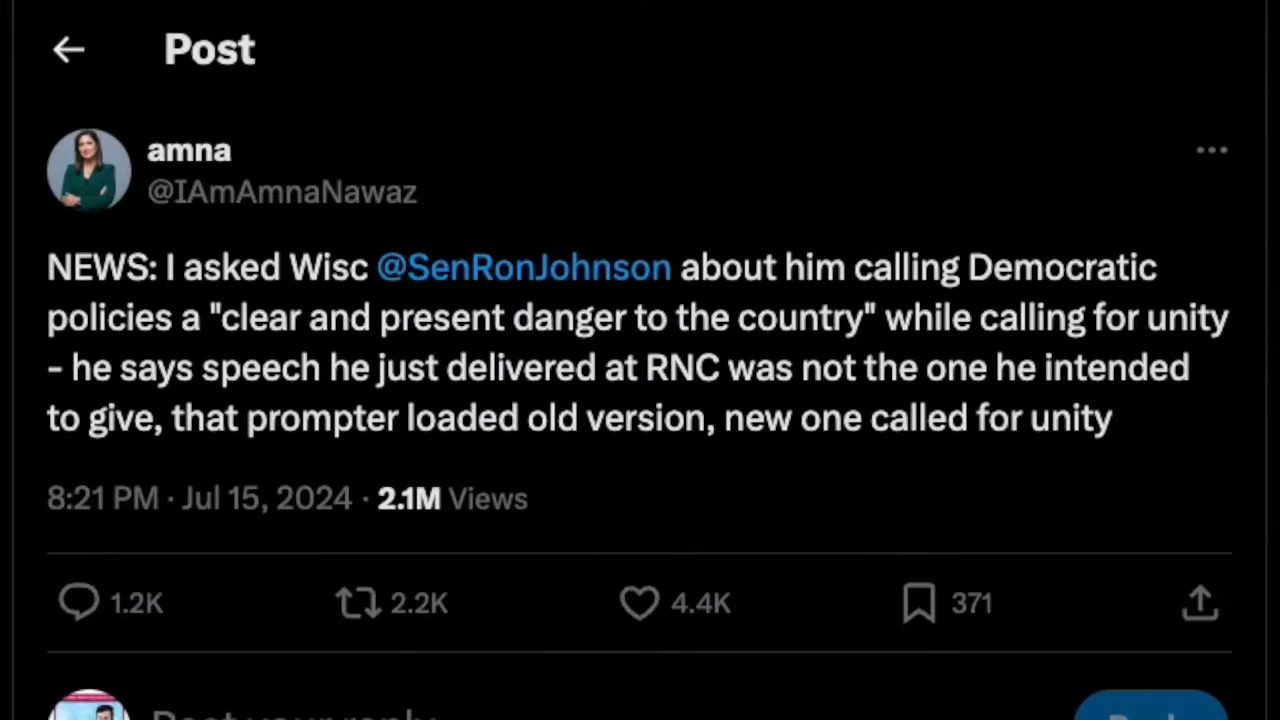 Post
amna
@IAmAmnaNawaz
NEWS: I asked Wisc @SenRonJohnson about him calling Democratic
policies a "clear and present danger to the country" while calling for unity
– he says speech he just delivered at RNC was not the one he intended
to give, that prompter loaded old version, new one called for unity
8:21 PM · Jul 15, 2024 · 2.1M Views
1.2K 2.2K 4.4K 371
Post your reply